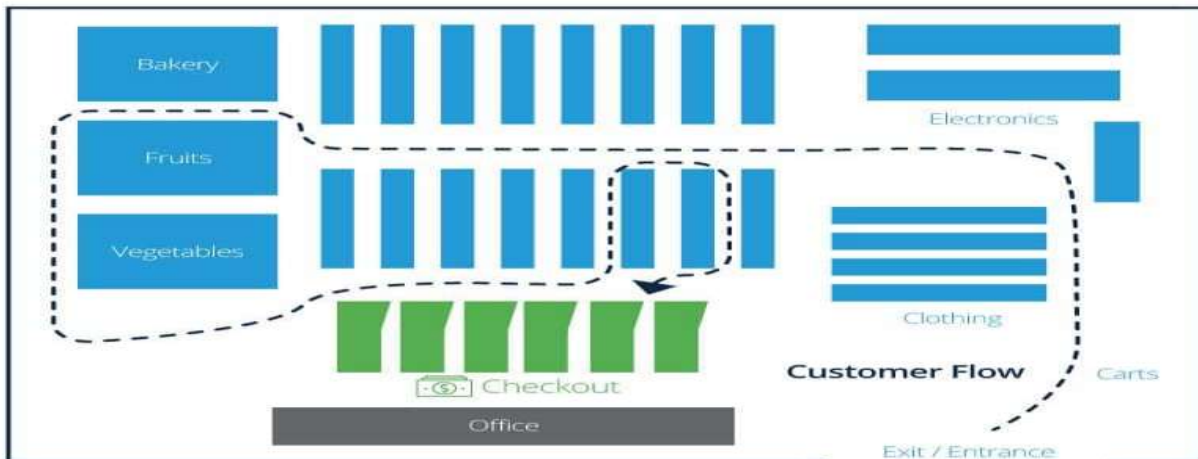 Bakery
Electronics
Fruits
Vegetables
Clothing
Customer Flow
Carts
Checkout
Office
Exit / Entrance